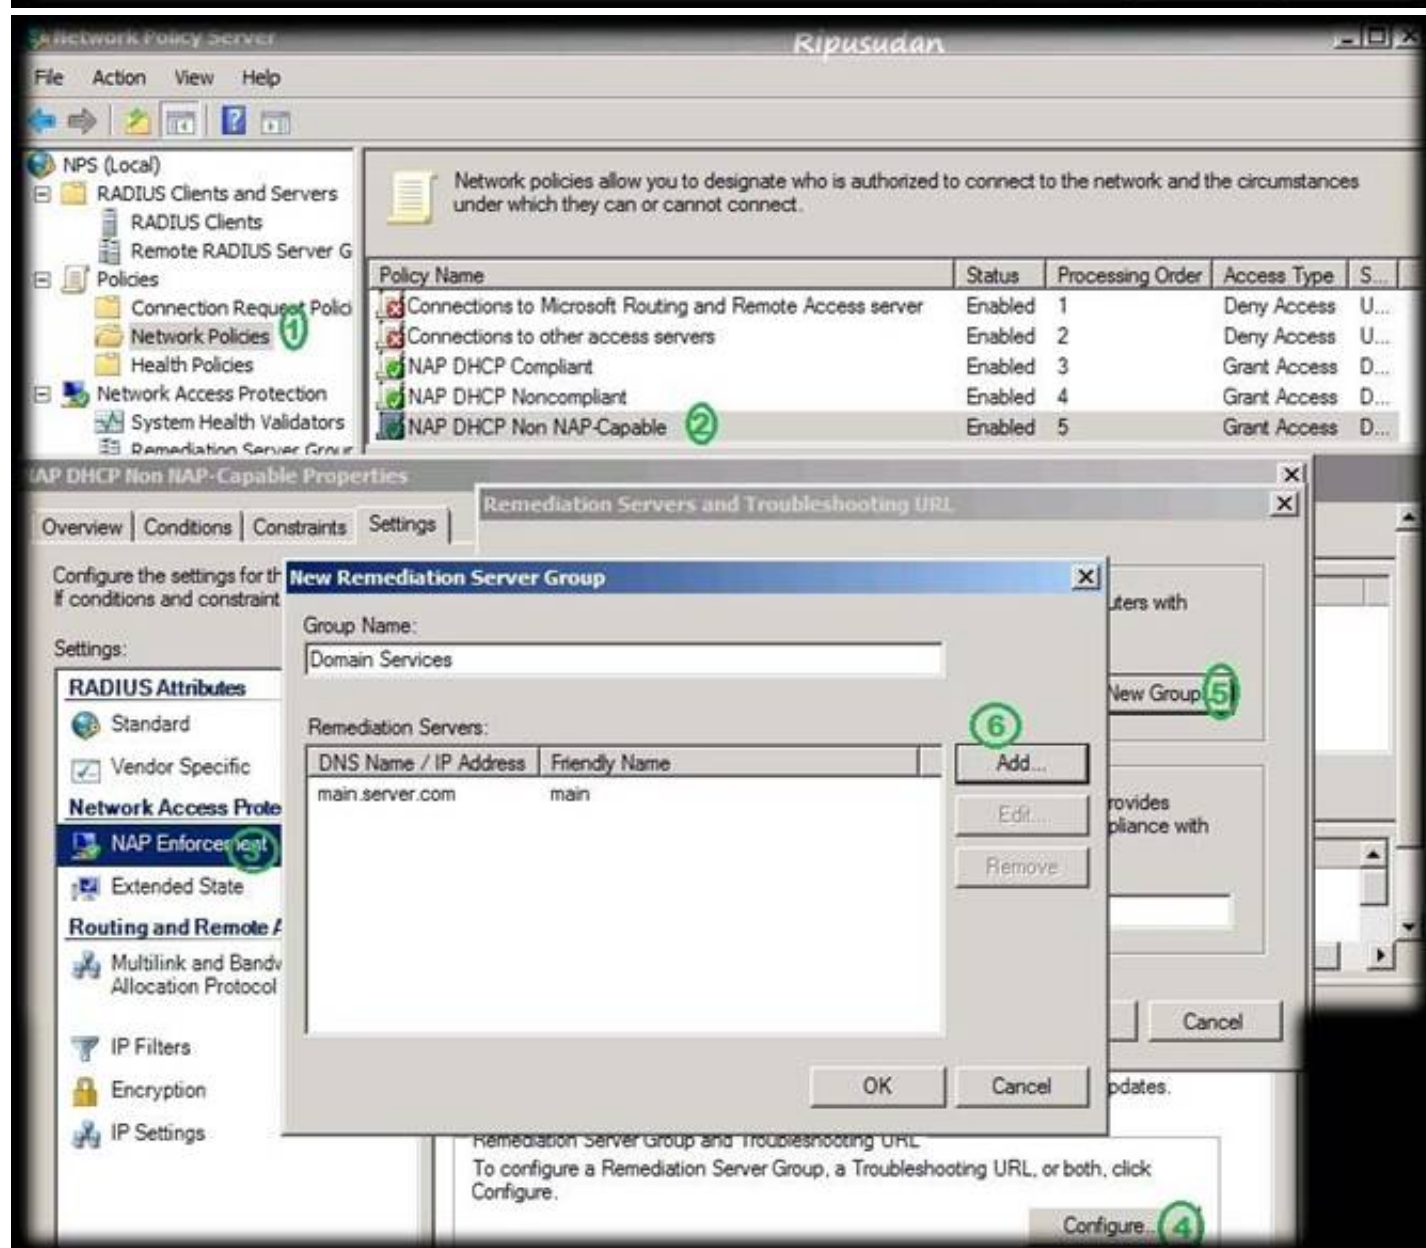 Network Policy Server
Ripusudan
File Action View Help
NPS (Local)
RADIUS Clients and Servers
RADIUS Clients
Remote RADIUS Server G
Policies
Connection Request Polici
Network Policies 1
Health Policies
Network Access Protection
System Health Validators
Remediation Server Group
Network policies allow you to designate who is authorized to connect to the network and the circumstances
under which they can or cannot connect.
Policy Name Status Processing Order Access Type S...
Connections to Microsoft Routing and Remote Access server Enabled 1 Deny Access U...
Connections to other access servers Enabled 2 Deny Access U...
NAP DHCP Compliant Enabled 3 Grant Access D...
NAP DHCP Noncompliant Enabled 4 Grant Access D...
NAP DHCP Non NAP-Capable 2 Enabled 5 Grant Access D...
NAP DHCP Non NAP-Capable Properties
Overview Conditions Constraints Settings
Configure the settings for th
If conditions and constraint
Settings:
RADIUS Attributes
Standard
Vendor Specific
Network Access Prote
NAP Enforcement 3
Extended State
Routing and Remote A
Multilink and Bandv
Allocation Protocol
IP Filters
Encryption
IP Settings
Remediation Servers and Troubleshooting URL
uters with
New Group 5
rovides
pliance with
Cancel
New Remediation Server Group
Group Name:
Domain Services
Remediation Servers:
6
DNS Name / IP Address Friendly Name
main.server.com main
Add...
Edit...
Remove
OK Cancel
pdates.
Remediation Server Group and Troubleshooting URL
To configure a Remediation Server Group, a Troubleshooting URL, or both, click
Configure.
Configure... 4